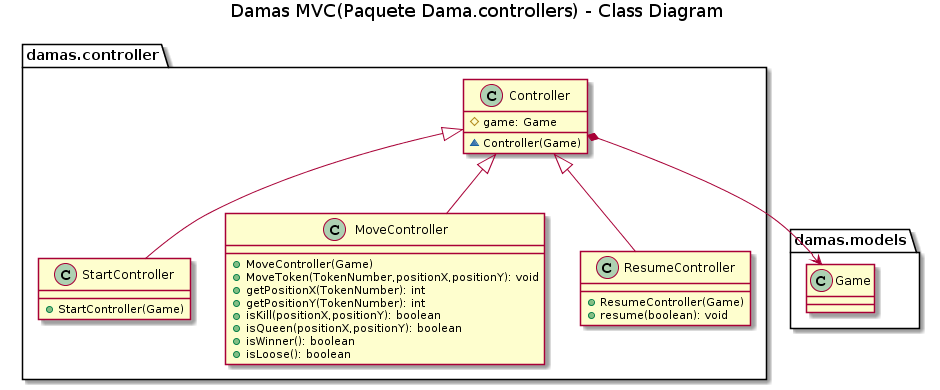 Damas MVC(Paquete Dama.controllers) - Class Diagram
damas.controller
C Controller
game: Game
Controller(Game)
C StartController
StartController(Game)
C MoveController
MoveController(Game)
MoveToken(TokenNumber,positionX,positionY): void
getPositionX(TokenNumber): int
getPositionY(TokenNumber): int
isKill(positionX,positionY): boolean
isQueen(positionX,positionY): boolean
isWinner(): boolean
isLoose(): boolean
C ResumeController
ResumeController(Game)
resume(boolean): void
damas.models
C Game